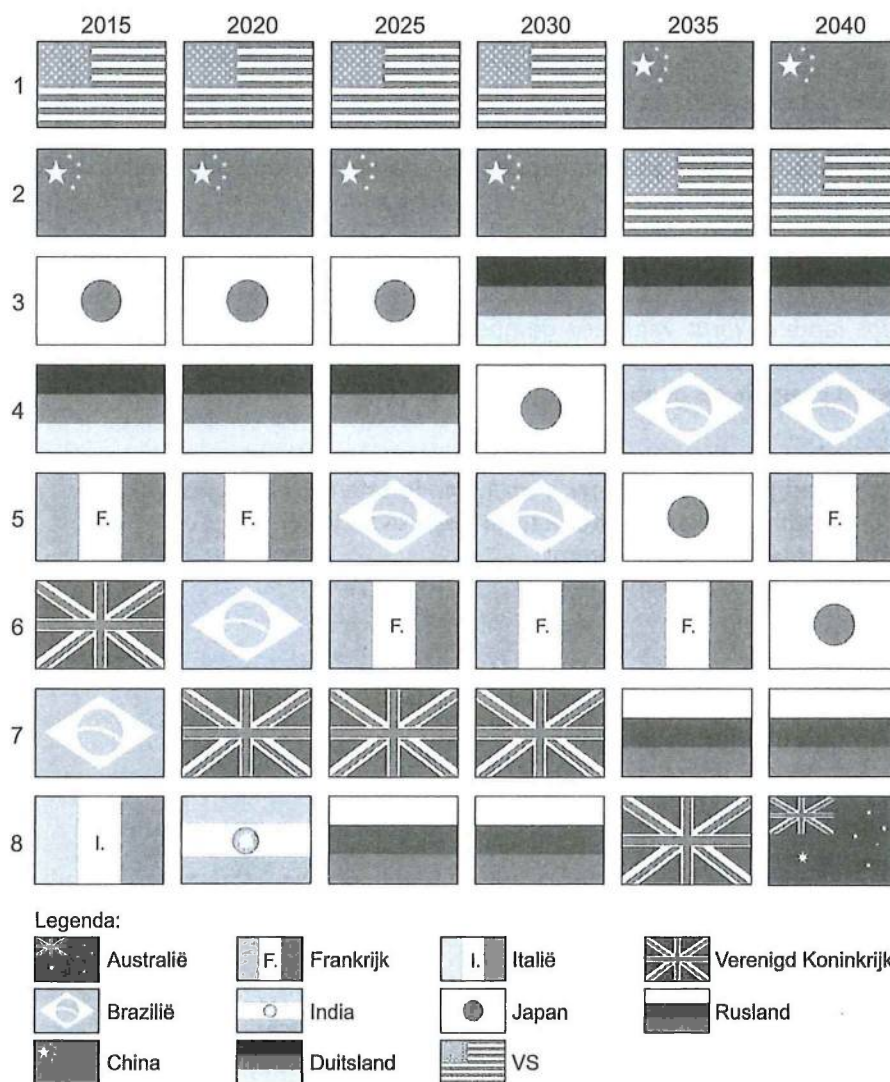 2015 2020 2025 2030 2035 2040
1
2
3
4
5 F. F. F.
6 F. F. F.
7
8 I.
Legenda:
Australië F. Frankrijk I. Italië Verenigd Koninkrijk
Brazilië India Japan Rusland
China Duitsland VS